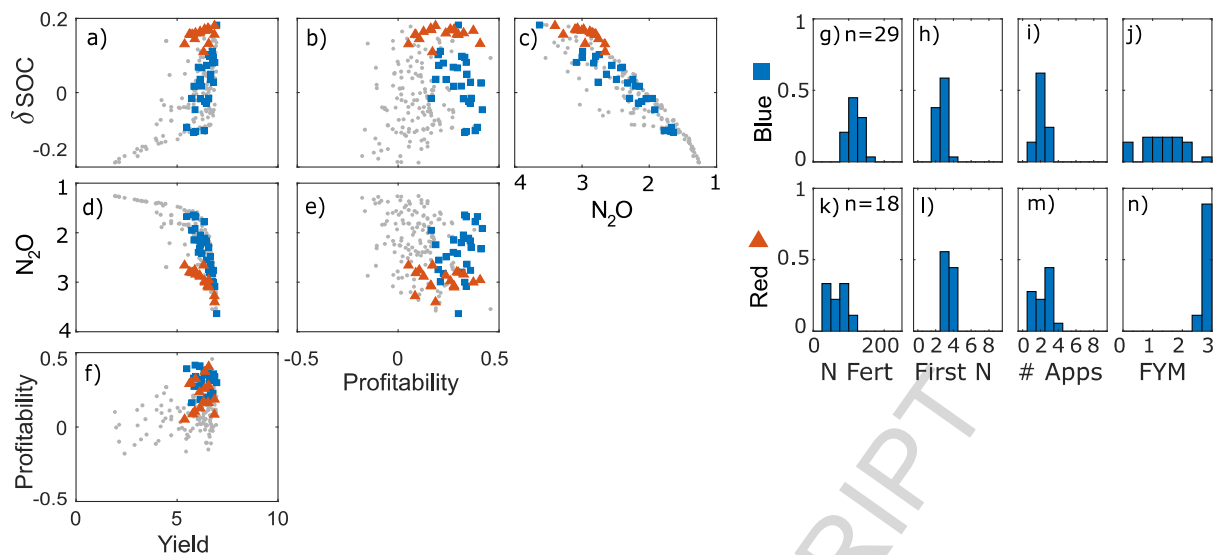 a)
b)
c)
0.2
0
-0.2
δSOC
4
3
2
1
N₂O
d)
e)
1
2
3
4
N₂O
-0.5
0
0.5
Profitability
f)
0.5
0
-0.5
Profitability
0
5
10
Yield
g) n=29
h)
i)
j)
1
0.5
0
Blue
k) n=18
l)
m)
n)
1
0.5
0
Red
0
200
N Fert
0 2 4 6 8
First N
0 2 4 6 8
# Apps
0 1 2 3
FYM
RIPT